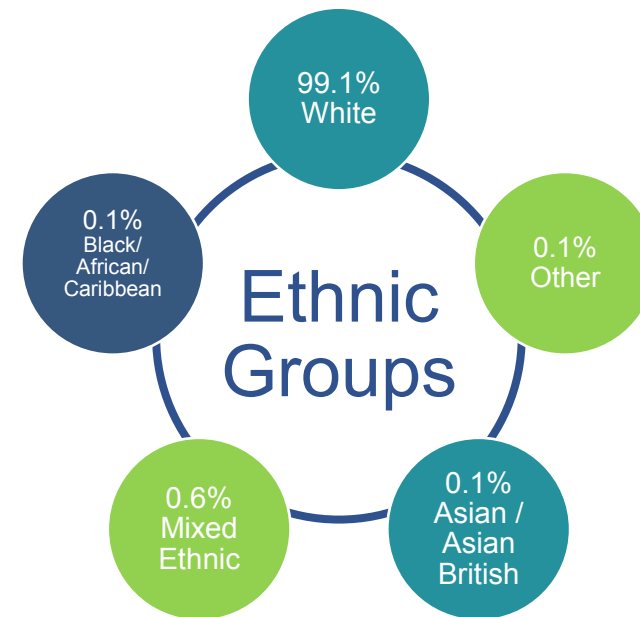 99.1%
White
0.1%
Black/
African/
Caribbean
0.1%
Other
Ethnic
Groups
0.6%
Mixed
Ethnic
0.1%
Asian /
Asian
British